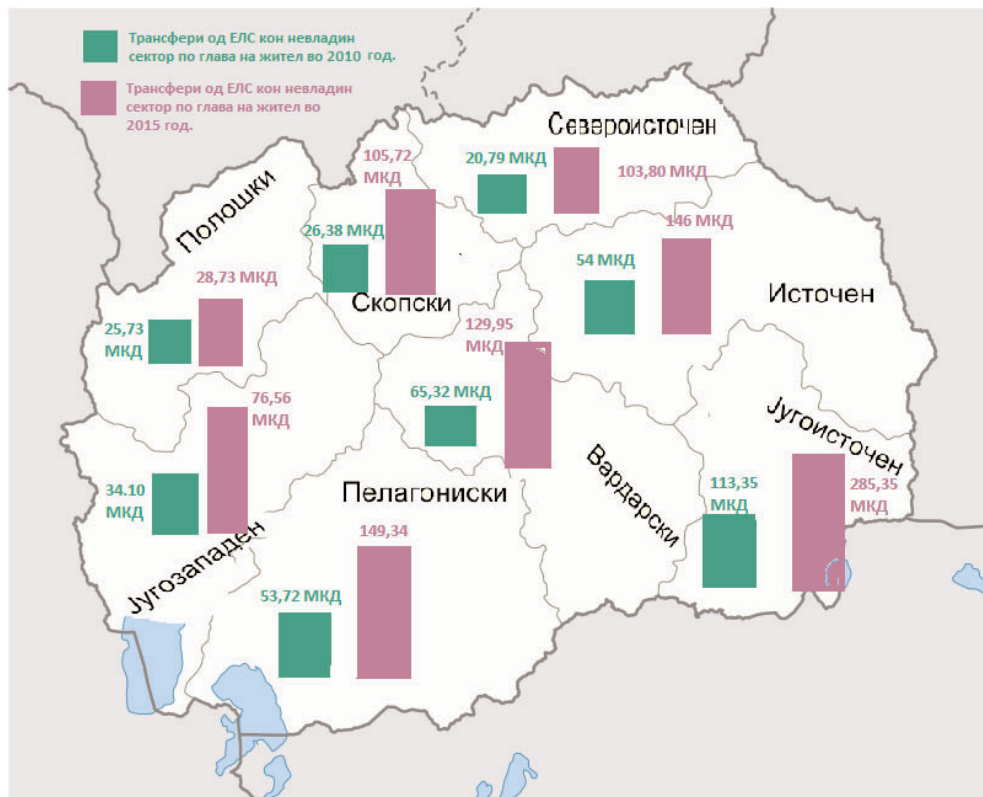 Трансфери од ЕЛС кон невладин
сектор по глава на жител во 2010 год.
Трансфери од ЕЛС кон невладин
сектор по глава на жител во
2015 год.
Североисточен
20,79 МКД
103,80 МКД
105,72
МКД
26,38 МКД
Скопски
Полошки
28,73 МКД
25,73
МКД
146 МКД
54 МКД
Источен
129,95
МКД
65,32 МКД
Вардарски
76,56
МКД
34.10
МКД
Југозападен
Пелагониски
149,34
53,72 МКД
Југоисточен
113,35
МКД
285,35
МКД